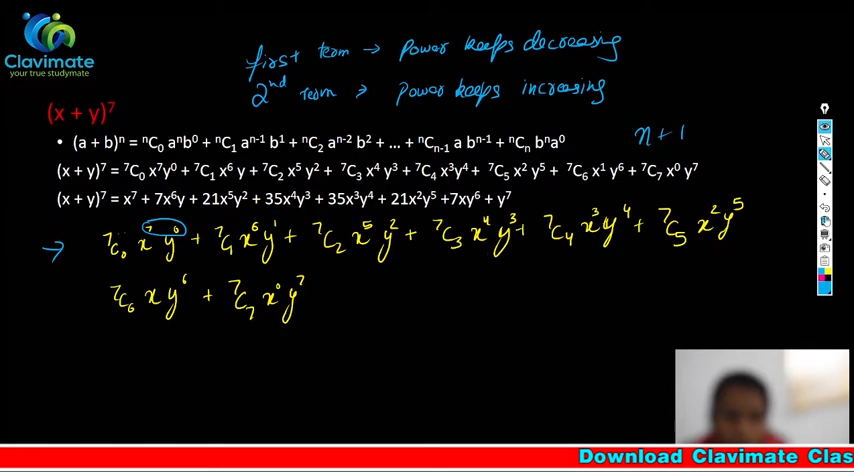 Clavimate
your true studymate
first term → Power keeps decreasing
2nd term → power keeps increasing
(x + y)⁷
n + 1
• (a + b)ⁿ = ⁿC₀ aⁿb⁰ + ⁿC₁ aⁿ⁻¹ b¹ + ⁿC₂ aⁿ⁻² b² + ... + ⁿCₙ₋₁ a bⁿ⁻¹ + ⁿCₙ bⁿa⁰
(x + y)⁷ = ⁷C₀ x⁷y⁰ + ⁷C₁ x⁶ y + ⁷C₂ x⁵ y² + ⁷C₃ x⁴ y³ + ⁷C₄ x³y⁴ + ⁷C₅ x² y⁵ + ⁷C₆ x¹ y⁶ + ⁷C₇ x⁰ y⁷
(x + y)⁷ = x⁷ + 7x⁶y + 21x⁵y² + 35x⁴y³ + 35x³y⁴ + 21x²y⁵ +7xy⁶ + y⁷
→ ⁷C₀ x⁷ y⁰ + ⁷C₁ x⁶ y¹ + ⁷C₂ x⁵ y² + ⁷C₃ x⁴ y³ + ⁷C₄ x³ y⁴ + ⁷C₅ x² y⁵
⁷C₆ x y⁶ + ⁷C₇ x⁰ y⁷
Download Clavimate Clas